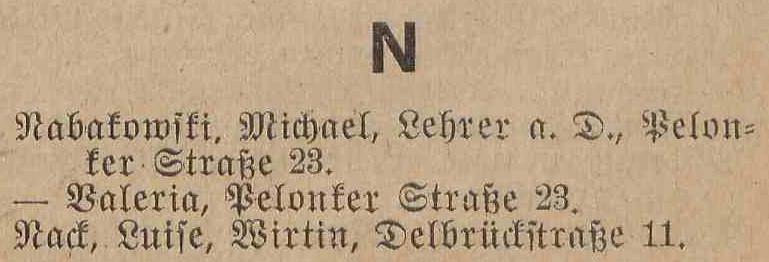 N
Nabakowski, Michael, Lehrer a. D., Pelon-
ker Straße 23.
— Valeria, Pelonker Straße 23.
Nack, Luise, Wirtin, Delbrückstraße 11.